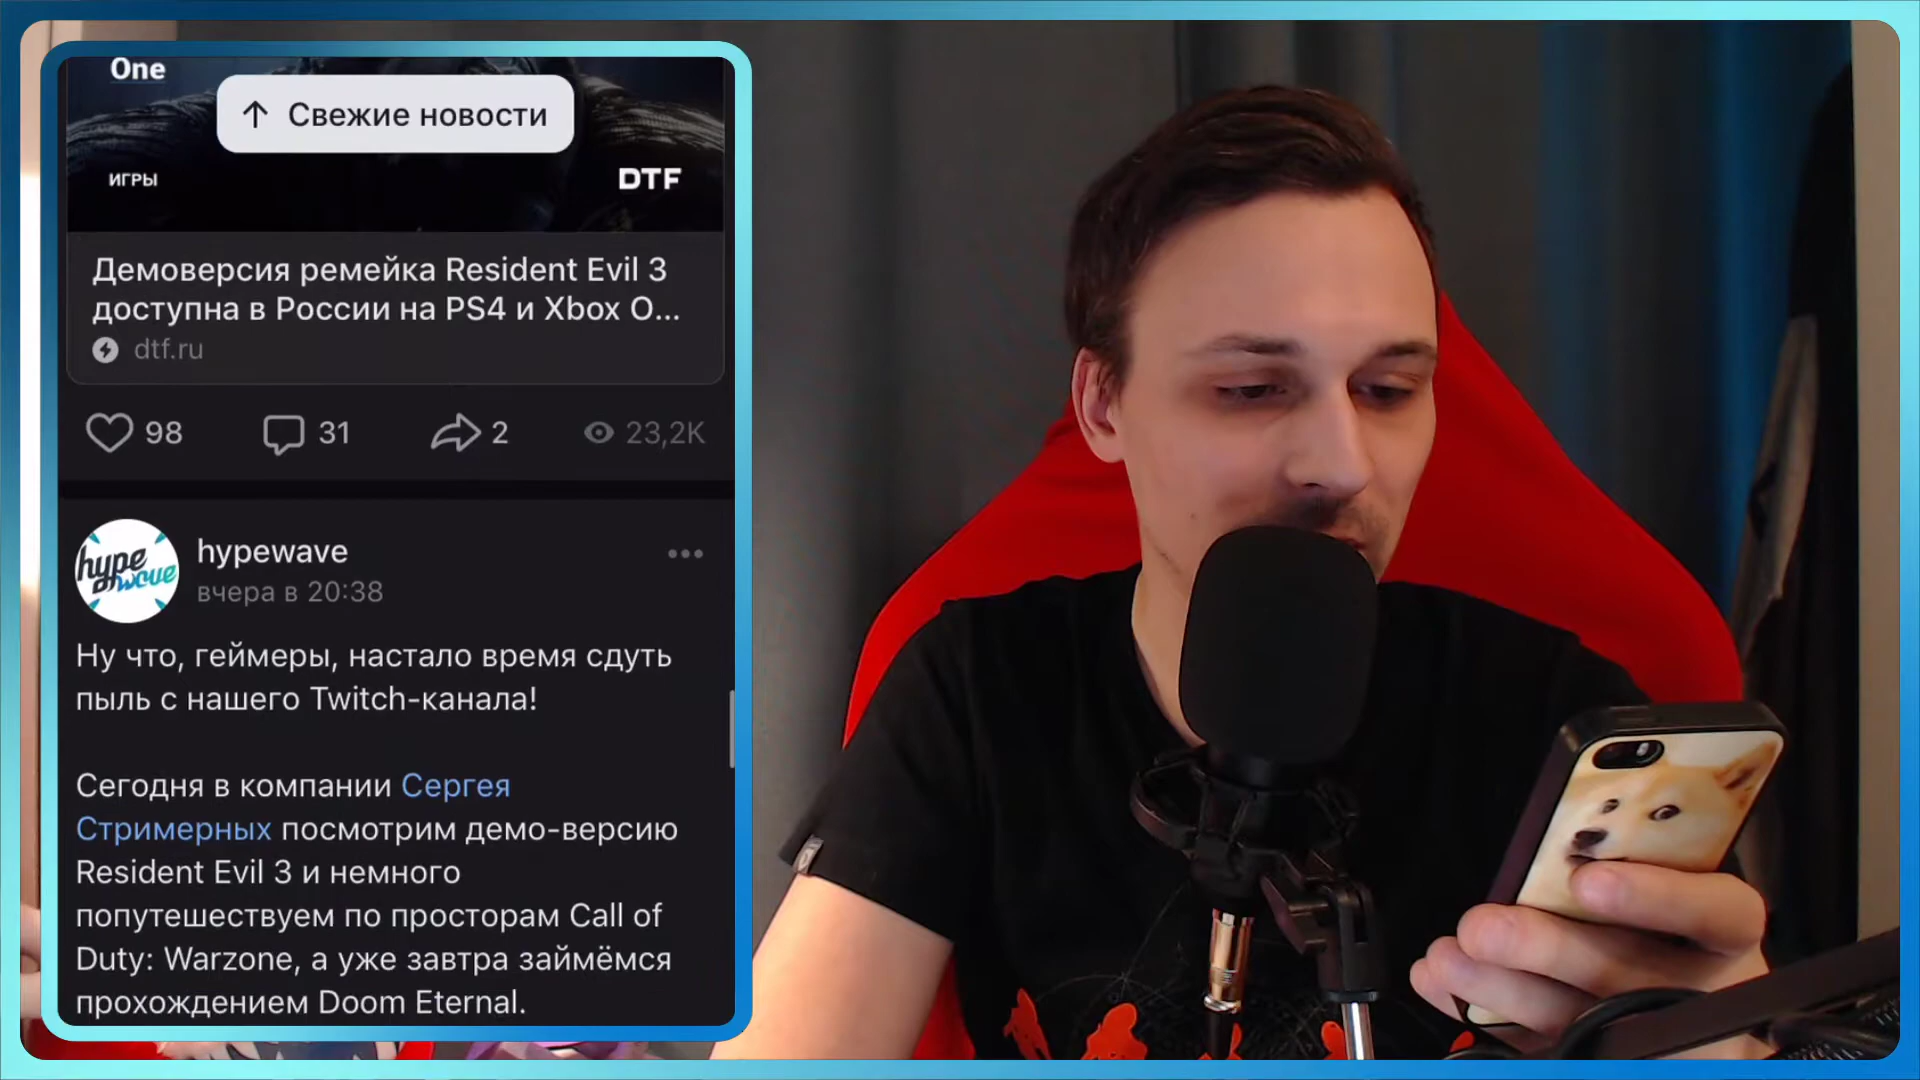 One
↑ Свежие новости
ИГРЫ
DTF
Демоверсия ремейка Resident Evil 3
доступна в России на PS4 и Xbox O...
dtf.ru
98
31
2
23,2K
hype
wave
hypewave
вчера в 20:38
Ну что, геймеры, настало время сдуть
пыль с нашего Twitch-канала!
Сегодня в компании Сергея
Стримерных посмотрим демо-версию
Resident Evil 3 и немного
попутешествуем по просторам Call of
Duty: Warzone, а уже завтра займёмся
прохождением Doom Eternal.